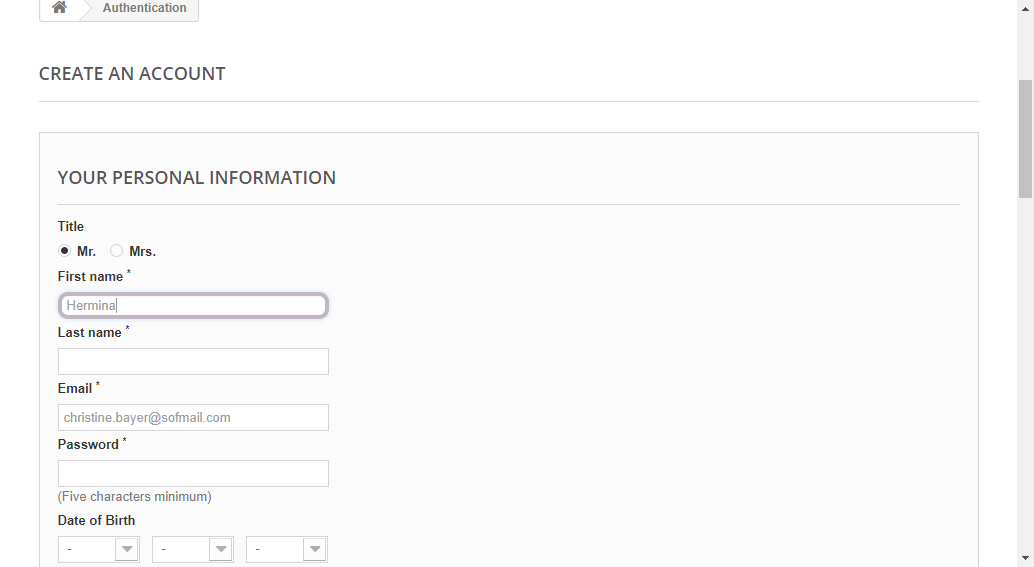 Authentication
CREATE AN ACCOUNT
YOUR PERSONAL INFORMATION
Title
Mr. Mrs.
First name *
Hermina
Last name *
Email *
christine.bayer@sofmail.com
Password *
(Five characters minimum)
Date of Birth
- - -